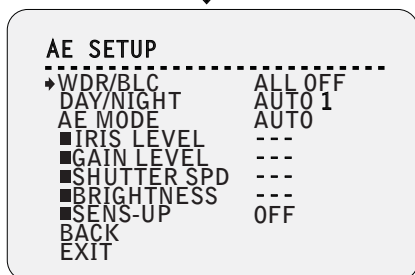 AE SETUP
WDR/BLC ALL OFF
DAY/NIGHT AUTO 1
AE MODE AUTO
■IRIS LEVEL ---
■GAIN LEVEL ---
■SHUTTER SPD ---
■BRIGHTNESS ---
■SENS-UP OFF
BACK
EXIT